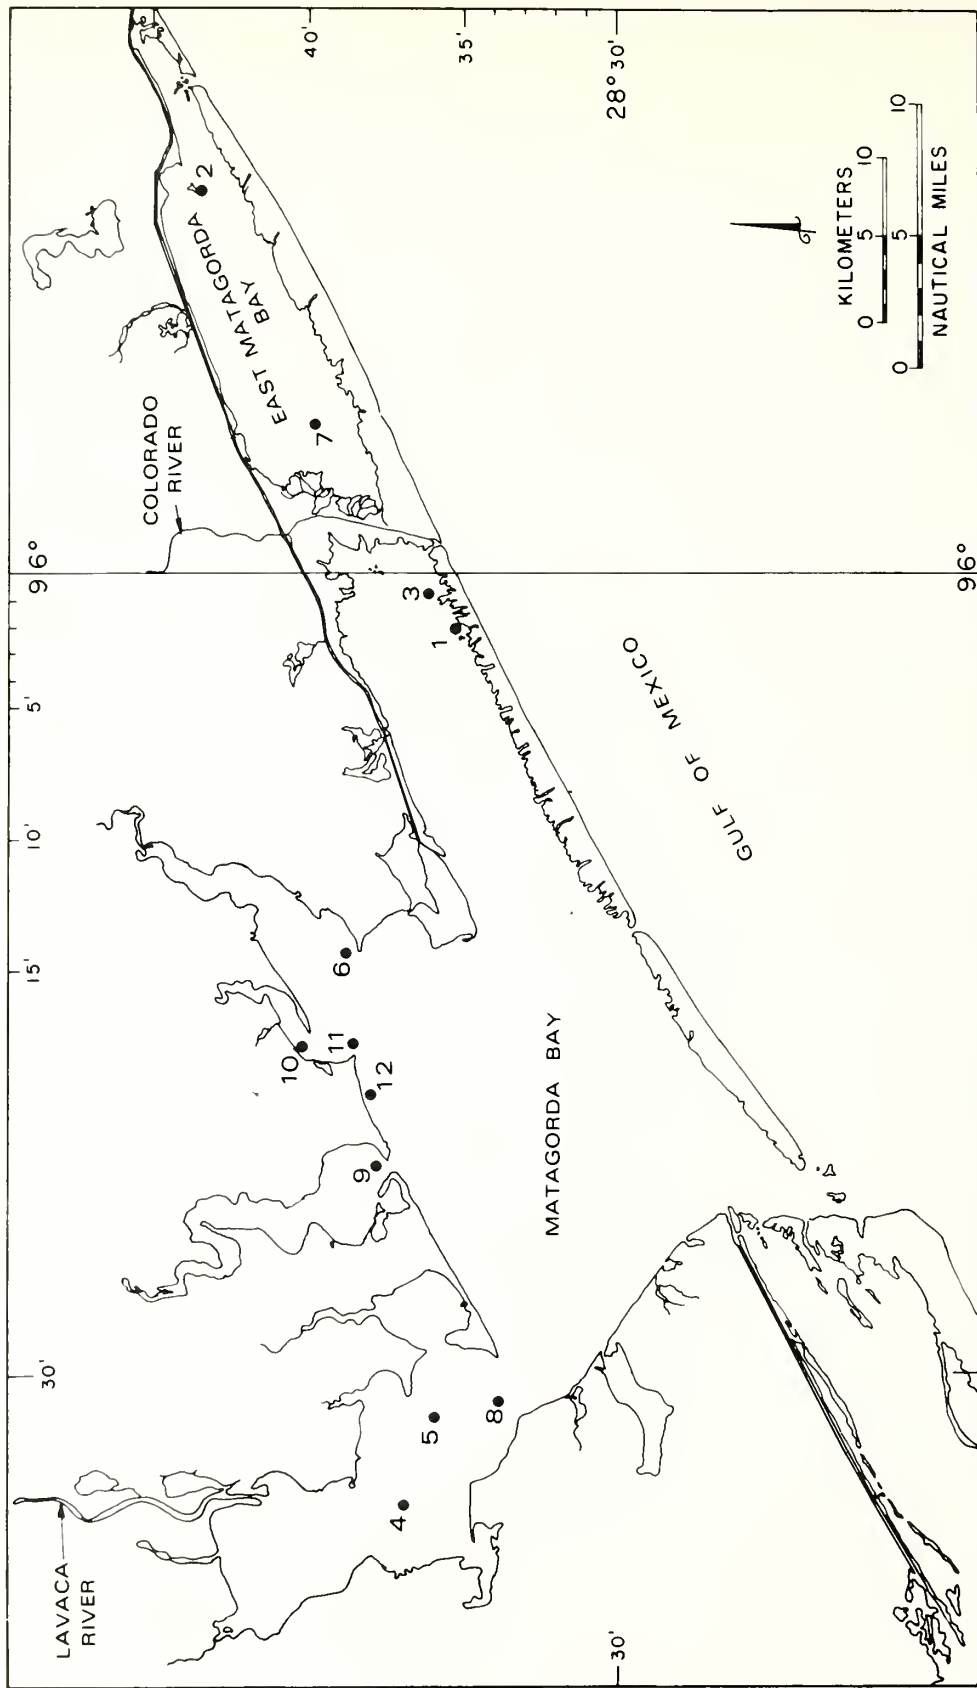 30'
15'
10'
5'
96°
40'
35'
28°30'
LAVACA
RIVER
COLORADO
RIVER
EAST MATAGORDA
BAY
2
7
3
1
6
10
11
12
9
5
8
4
MATAGORDA BAY
GULF OF MEXICO
KILOMETERS
0 5 10
0 5 10
NAUTICAL MILES
30'
96°